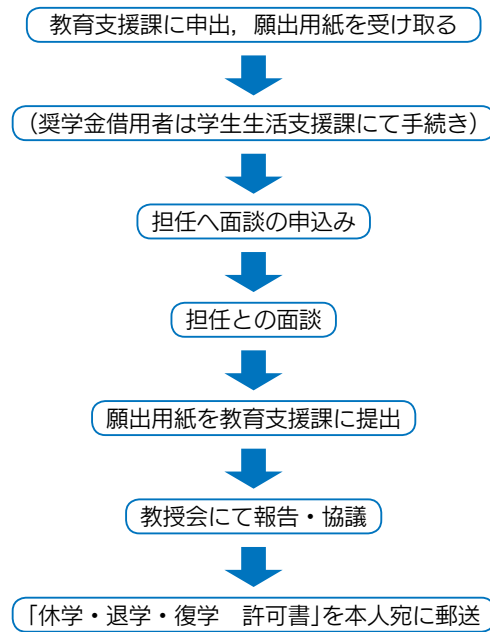 教育支援課に申出，願出用紙を受け取る
（奨学金借用者は学生生活支援課にて手続き）
担任へ面談の申込み
担任との面談
願出用紙を教育支援課に提出
教授会にて報告・協議
「休学・退学・復学　許可書」を本人宛に郵送